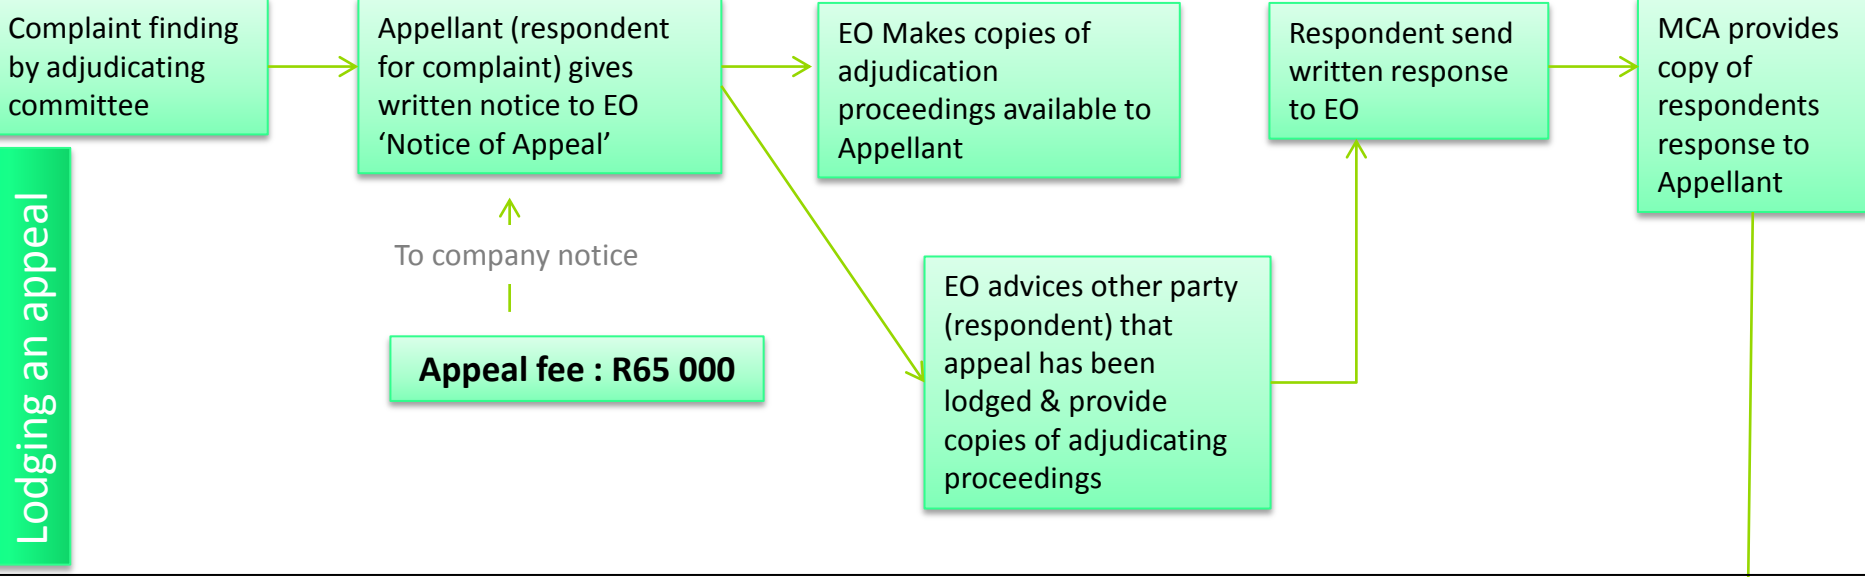 Complaint finding
by adjudicating
committee
Appellant (respondent
for complaint) gives
written notice to EO
‘Notice of Appeal’
EO Makes copies of
adjudication
proceedings available to
Appellant
Respondent send
written response
to EO
MCA provides
copy of
respondents
response to
Appellant
Lodging an appeal
To company notice
Appeal fee : R65 000
EO advices other party
(respondent) that
appeal has been
lodged & provide
copies of adjudicating
proceedings